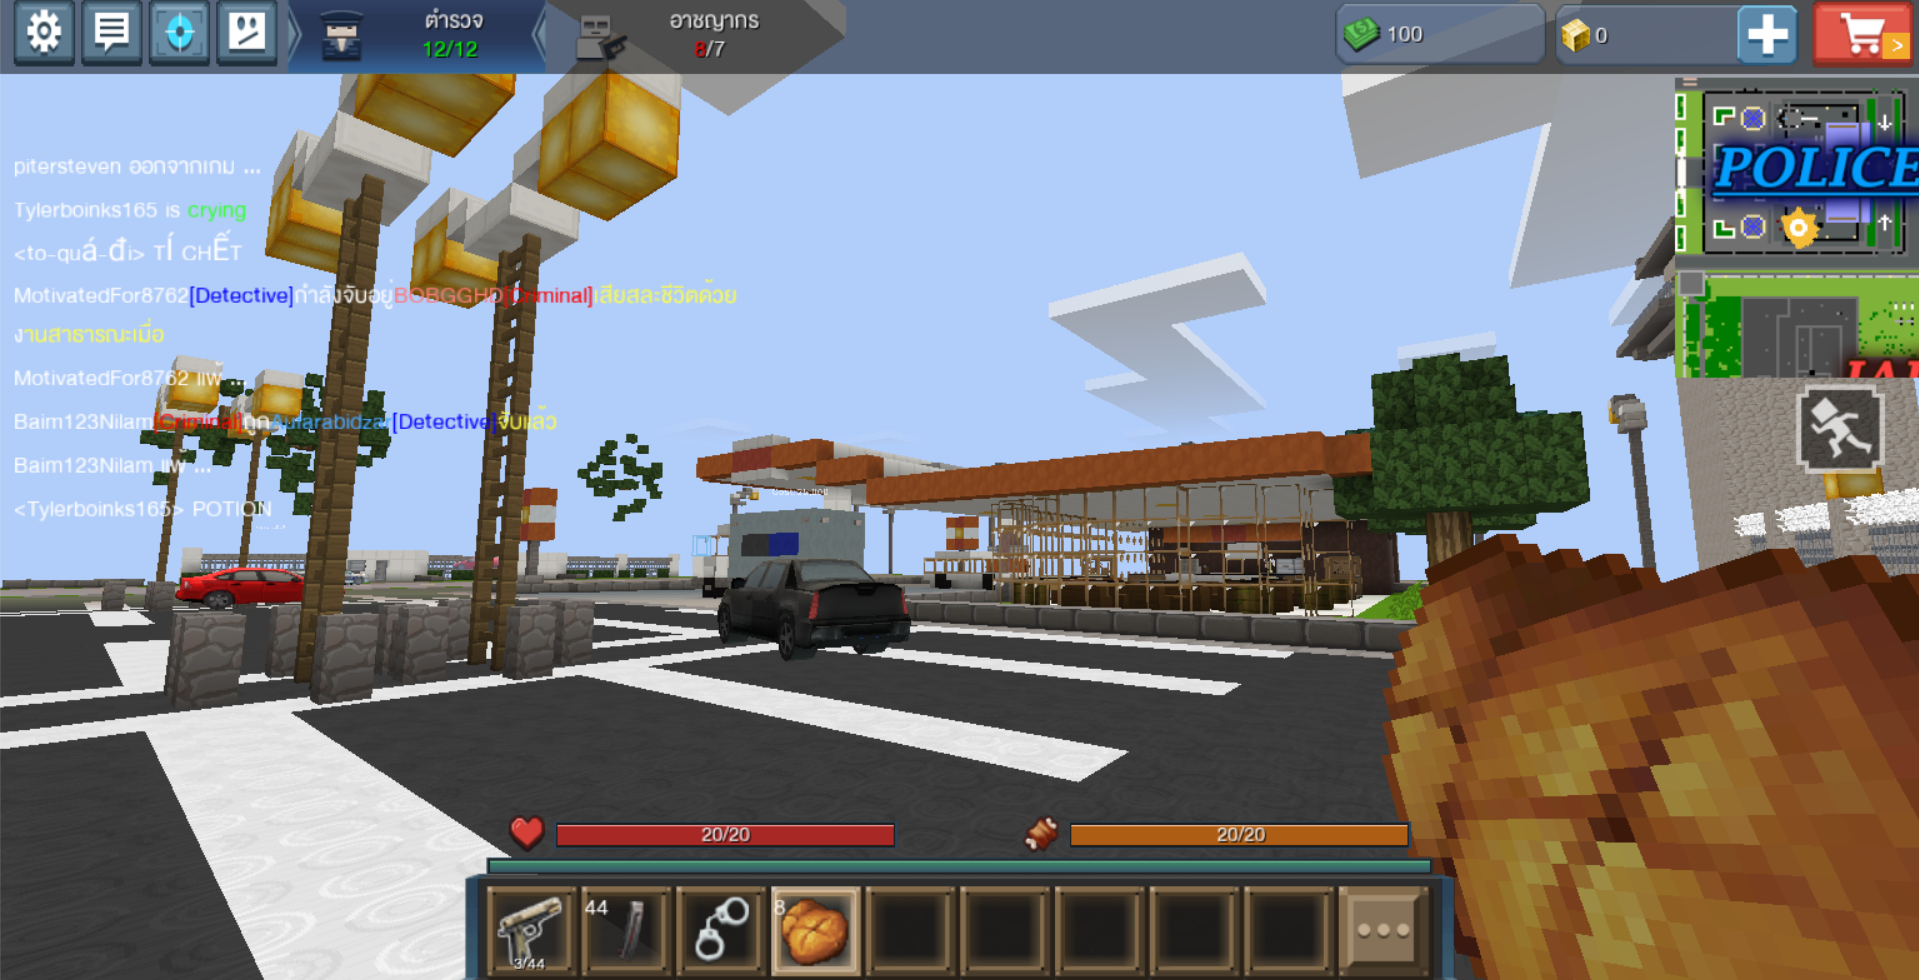 ตำรวจ
12/12
อาชญากร
8/7
100
0
POLICE
pitersteven ออกจากเกม ...
Tylerboinks165 is crying
<to-quá-đi> TÍ CHẾT
MotivatedFor8762[Detective]กำลังจับอยู่BOBGGHD[Criminal]เสียสละชีวิตด้วย
งานสาธารณะเมื่อ
MotivatedFor8762 แพ้ ...
Baim123Nilam[Criminal]ถูกAufarabidzar[Detective]จับแล้ว
Baim123Nilam แพ้ ...
<Tylerboinks165> POTION
20/20
20/20
3/44
44
8